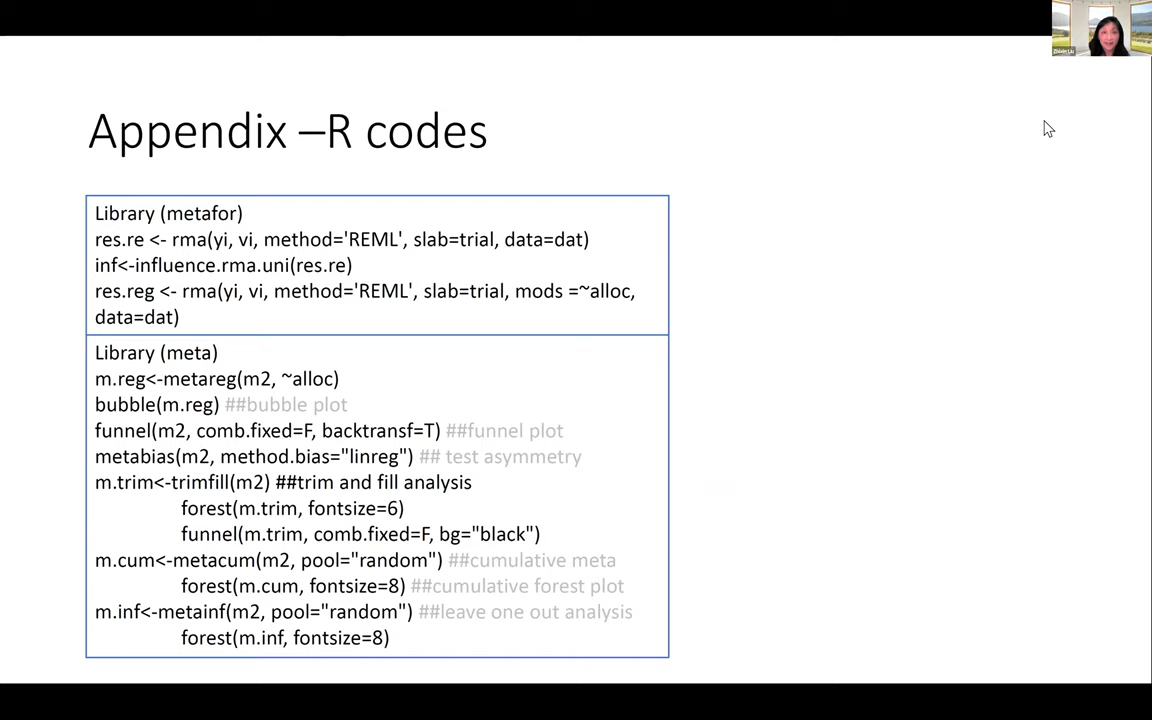 Zhixin Liu
Appendix –R codes
Library (metafor)
res.re <- rma(yi, vi, method='REML', slab=trial, data=dat)
inf<-influence.rma.uni(res.re)
res.reg <- rma(yi, vi, method='REML', slab=trial, mods =~alloc,
data=dat)
Library (meta)
m.reg<-metareg(m2, ~alloc)
bubble(m.reg) ##bubble plot
funnel(m2, comb.fixed=F, backtransf=T) ##funnel plot
metabias(m2, method.bias="linreg") ## test asymmetry
m.trim<-trimfill(m2) ##trim and fill analysis
forest(m.trim, fontsize=6)
funnel(m.trim, comb.fixed=F, bg="black")
m.cum<-metacum(m2, pool="random") ##cumulative meta
forest(m.cum, fontsize=8) ##cumulative forest plot
m.inf<-metainf(m2, pool="random") ##leave one out analysis
forest(m.inf, fontsize=8)